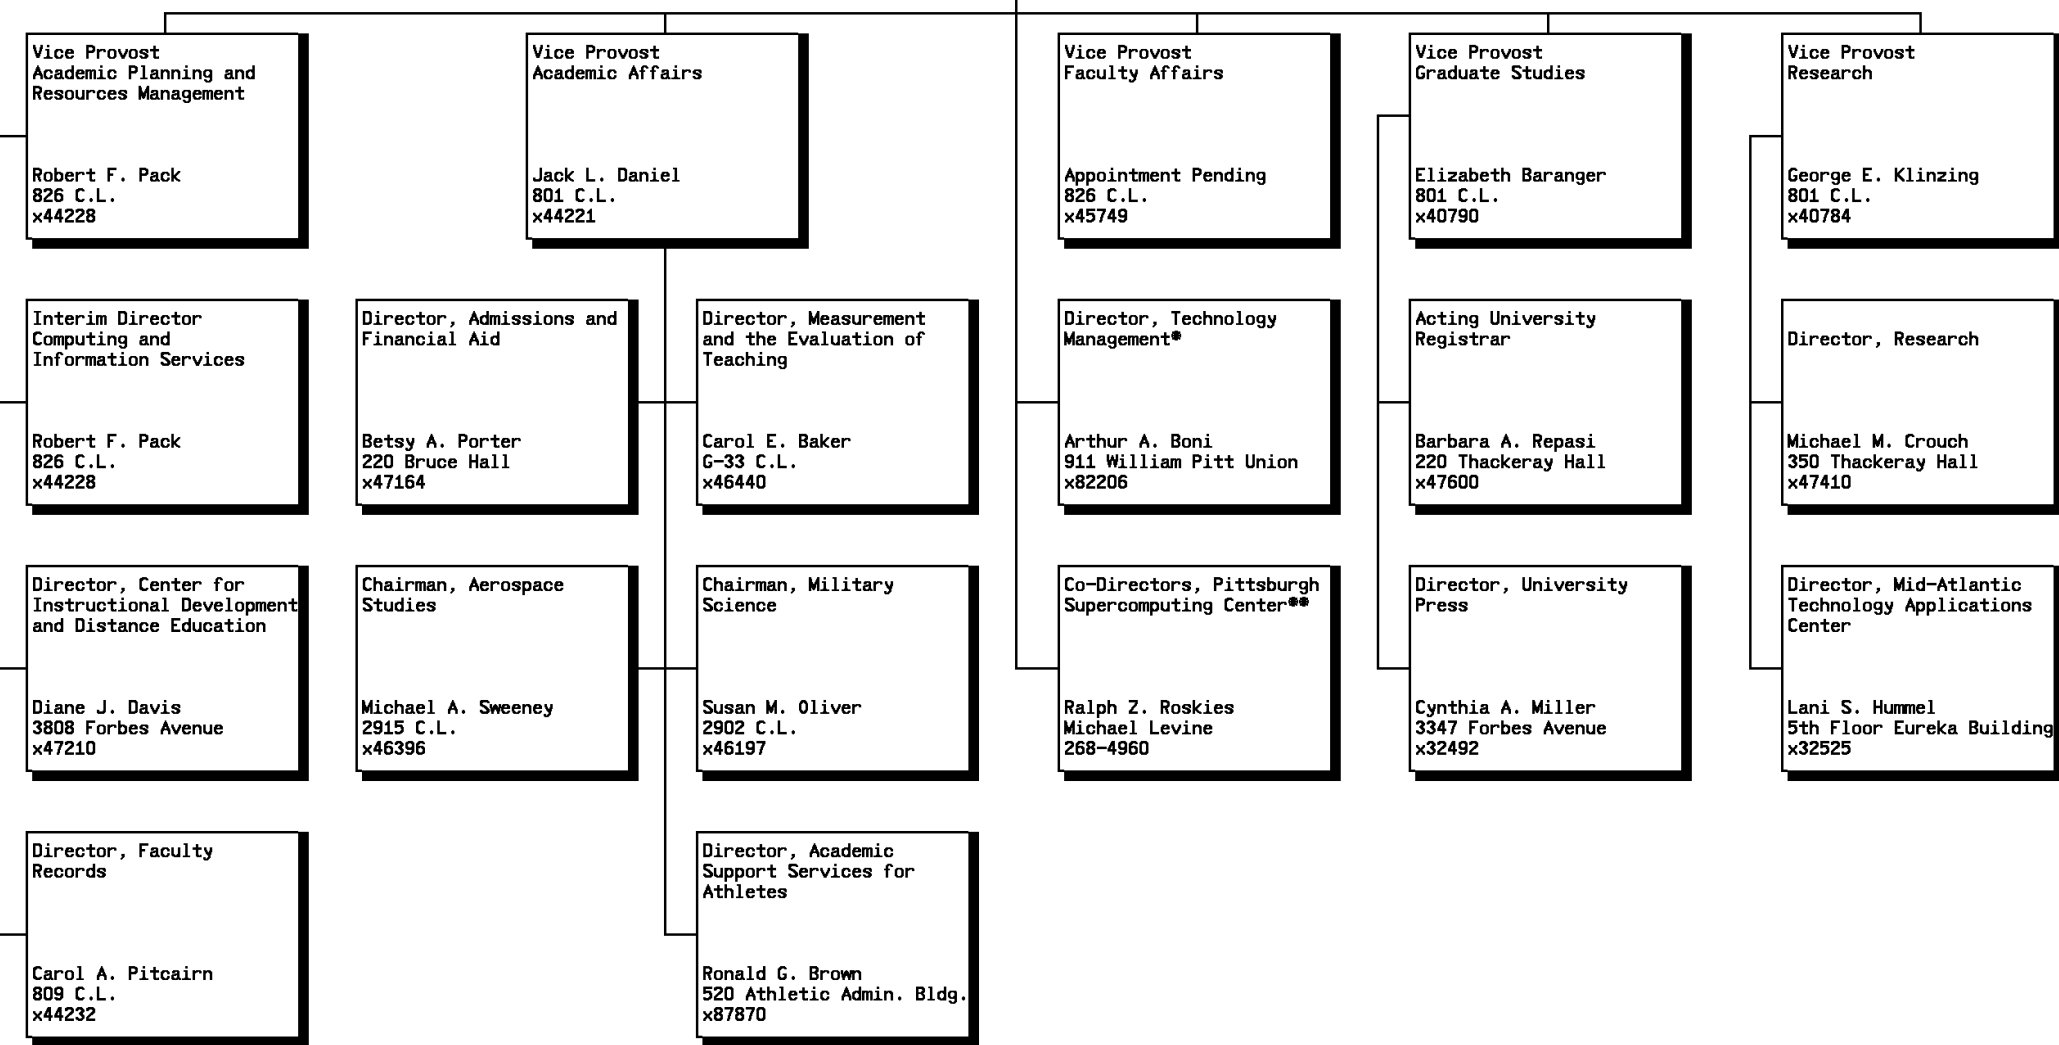 Vice Provost
Academic Planning and
Resources Management
Robert F. Pack
826 C.L.
x44228
Vice Provost
Academic Affairs
Jack L. Daniel
801 C.L.
x44221
Vice Provost
Faculty Affairs
Appointment Pending
826 C.L.
x45749
Vice Provost
Graduate Studies
Elizabeth Baranger
801 C.L.
x40790
Vice Provost
Research
George E. Klinzing
801 C.L.
x40784
Interim Director
Computing and
Information Services
Robert F. Pack
826 C.L.
x44228
Director, Admissions and
Financial Aid
Betsy A. Porter
220 Bruce Hall
x47164
Director, Measurement
and the Evaluation of
Teaching
Carol E. Baker
G-33 C.L.
x46440
Director, Technology
Management*
Arthur A. Boni
911 William Pitt Union
x82206
Acting University
Registrar
Barbara A. Repasi
220 Thackeray Hall
x47600
Director, Research
Michael M. Crouch
350 Thackeray Hall
x47410
Director, Center for
Instructional Development
and Distance Education
Diane J. Davis
3808 Forbes Avenue
x47210
Chairman, Aerospace
Studies
Michael A. Sweeney
2915 C.L.
x46396
Chairman, Military
Science
Susan M. Oliver
2902 C.L.
x46197
Co-Directors, Pittsburgh
Supercomputing Center**
Ralph Z. Roskies
Michael Levine
268-4960
Director, University
Press
Cynthia A. Miller
3347 Forbes Avenue
x32492
Director, Mid-Atlantic
Technology Applications
Center
Lani S. Hummel
5th Floor Eureka Building
x32525
Director, Faculty
Records
Carol A. Pitcairn
809 C.L.
x44232
Director, Academic
Support Services for
Athletes
Ronald G. Brown
520 Athletic Admin. Bldg.
x87870